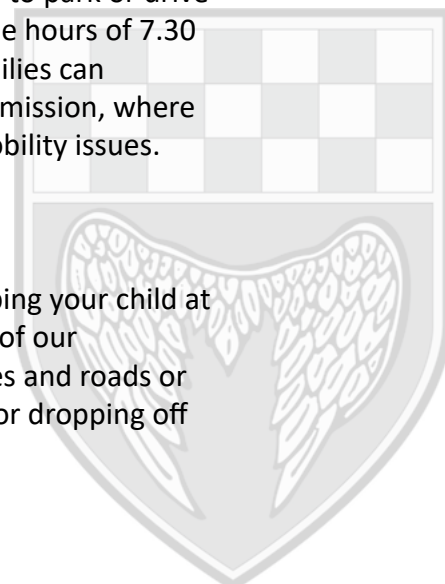 to park or drive
e hours of 7.30
ilies can
mission, where
bility issues.
ping your child at
of our
es and roads or
or dropping off